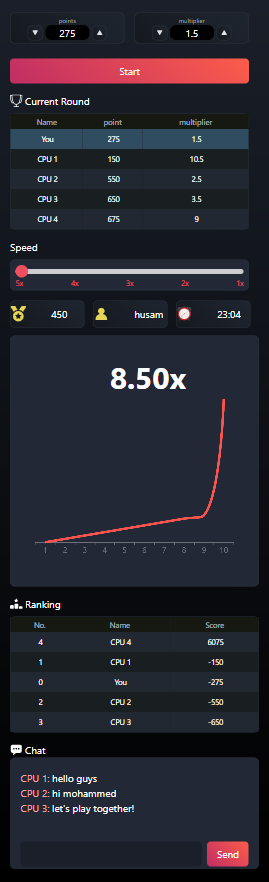 points multiplier
275 1.5
Start
Current Round
Name point multiplier
You 275 1.5
CPU 1 150 10.5
CPU 2 550 2.5
CPU 3 650 3.5
CPU 4 675 9
Speed
5x 4x 3x 2x 1x
450 husam 23:04
8.50x
1 2 3 4 5 6 7 8 9 10
Ranking
No. Name Score
4 CPU 4 6075
1 CPU 1 -150
0 You -275
2 CPU 2 -550
3 CPU 3 -650
Chat
CPU 1: hello guys
CPU 2: hi mohammed
CPU 3: let's play together!
Send